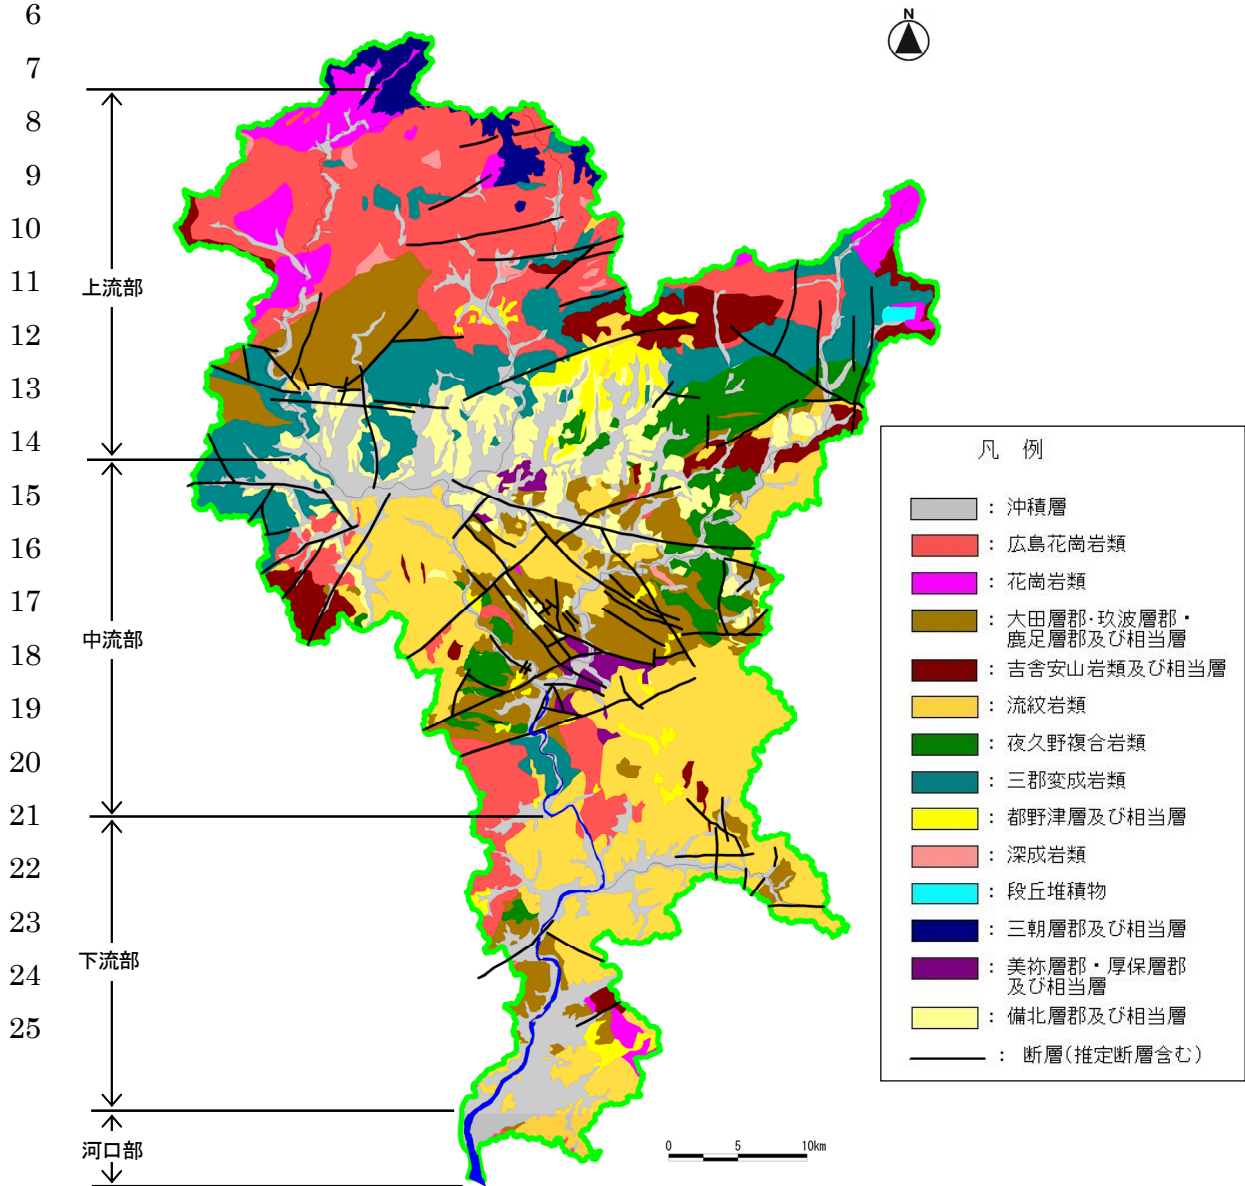 6
7
8
9
10
11
12
13
14
15
16
17
18
19
20
21
22
23
24
25
N
上流部
中流部
下流部
河口部
凡 例
：沖積層
：広島花崗岩類
：花崗岩類
：大田層郡・玖波層郡・
鹿足層郡及び相当層
：吉舎安山岩類及び相当層
：流紋岩類
：夜久野複合岩類
：三郡変成岩類
：都野津層及び相当層
：深成岩類
：段丘堆積物
：三朝層郡及び相当層
：美祢層郡・厚保層郡
及び相当層
：備北層郡及び相当層
：断層(推定断層含む)
0 5 10km